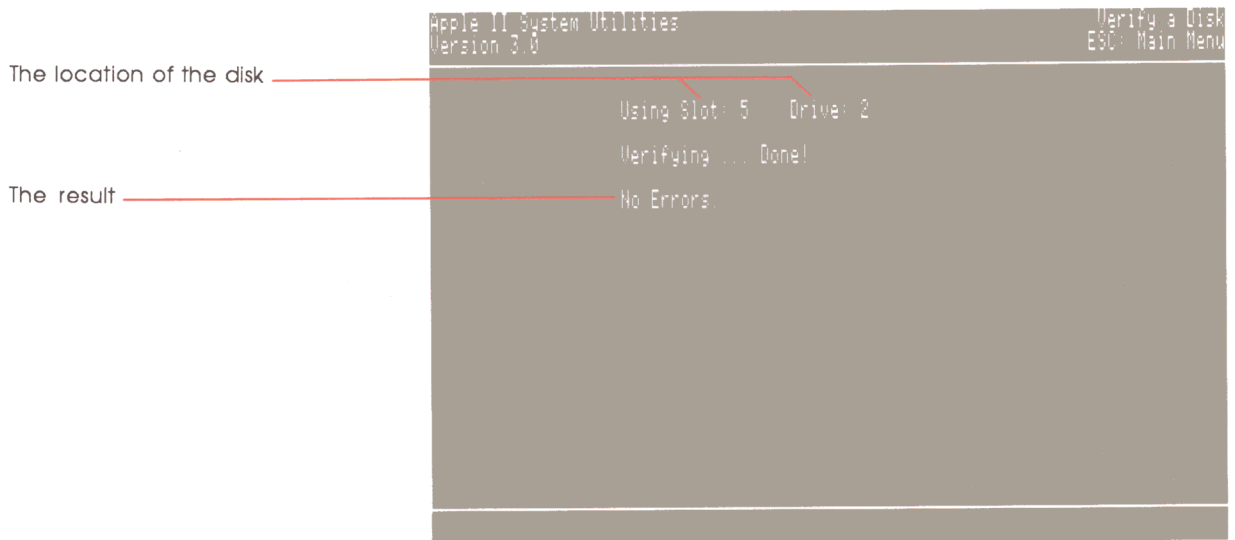 Apple II System Utilities
Version 3.0
Verify a Disk
ESC: Main Menu
The location of the disk
Using Slot: 5 Drive: 2
Verifying ... Done!
The result
No Errors.